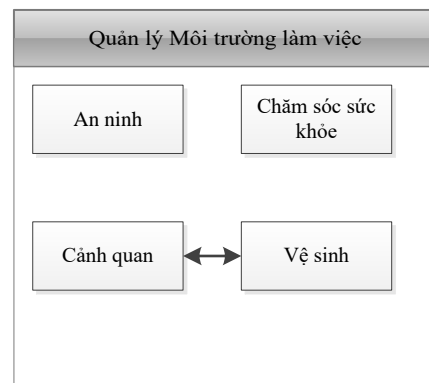 Quản lý Môi trường làm việc
An ninh
Chăm sóc sức
khỏe
Cảnh quan
Vệ sinh